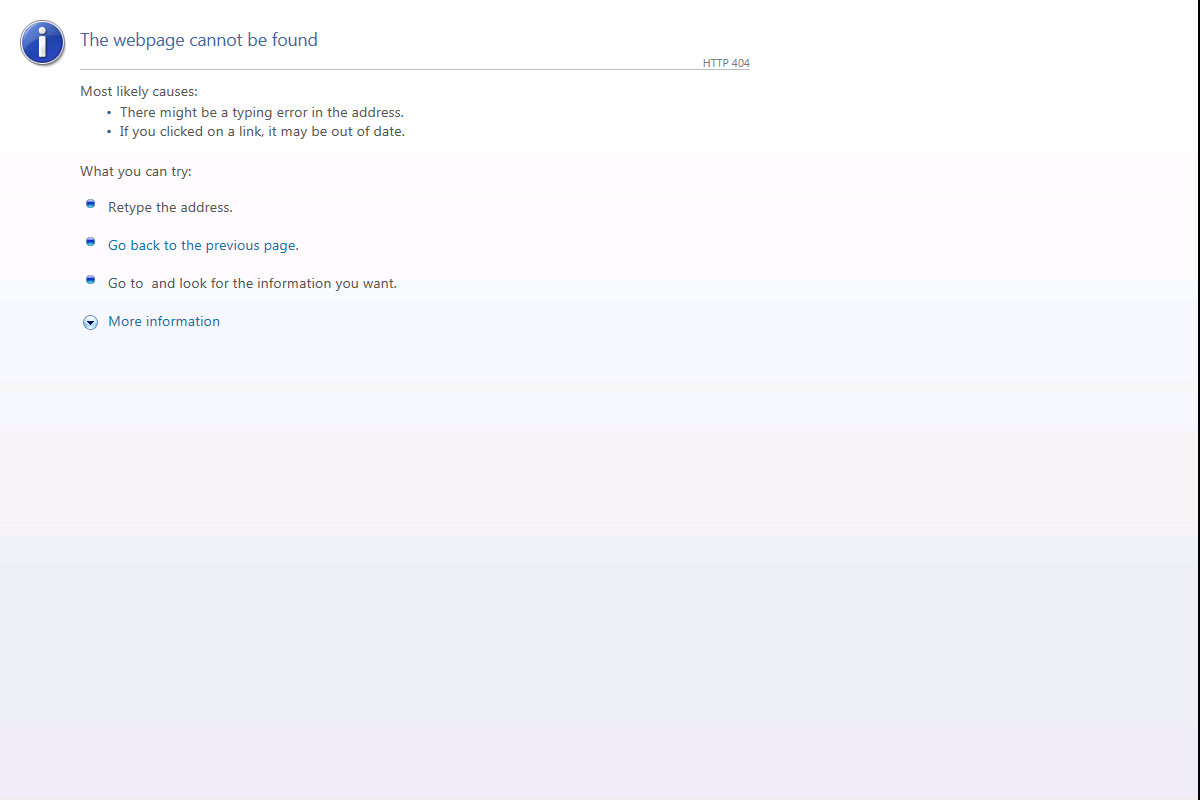 The webpage cannot be found
HTTP 404
Most likely causes:
• There might be a typing error in the address.
• If you clicked on a link, it may be out of date.
What you can try:
Retype the address.
Go back to the previous page.
Go to  and look for the information you want.
More information